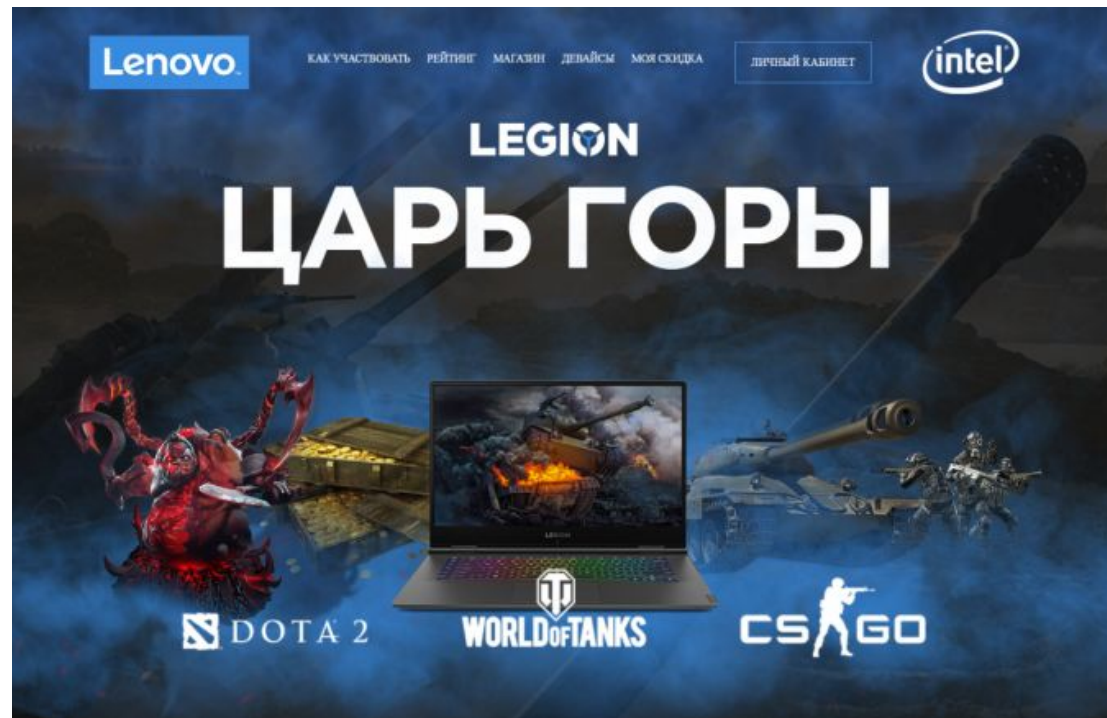 Lenovo
КАК УЧАСТВОВАТЬ РЕЙТИНГ МАГАЗИН ДЕВАЙСЫ МОЯ СКИДКА
ЛИЧНЫЙ КАБИНЕТ
intel
LEGION
ЦАРЬ ГОРЫ
LEGION
DOTA 2
WORLD OF TANKS
CS GO